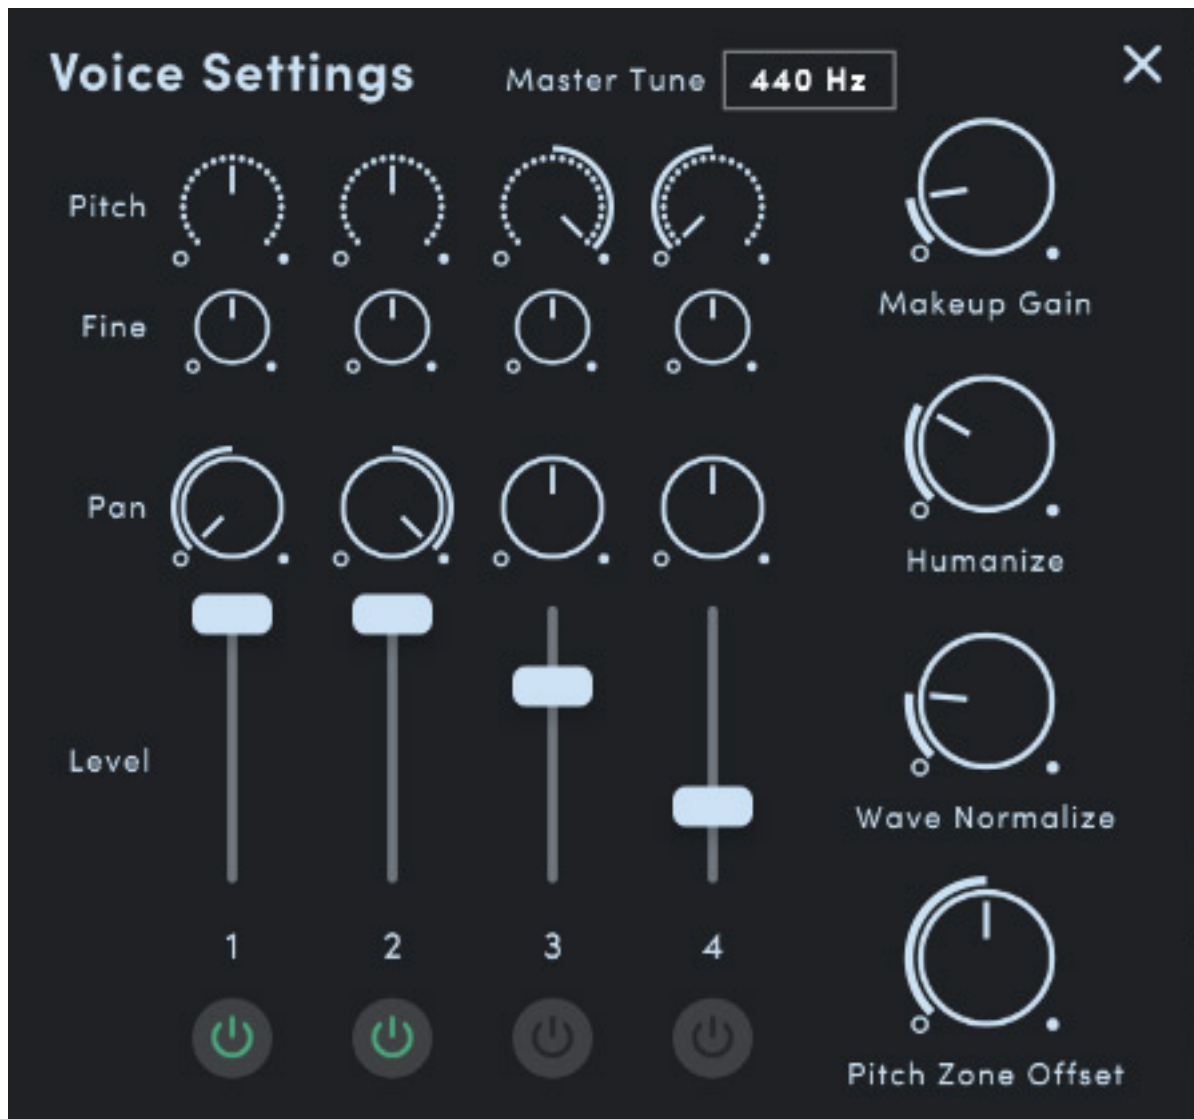 Voice Settings
Master Tune 440 Hz
Pitch
Makeup Gain
Fine
Humanize
Pan
Level
Wave Normalize
1 2 3 4
Pitch Zone Offset